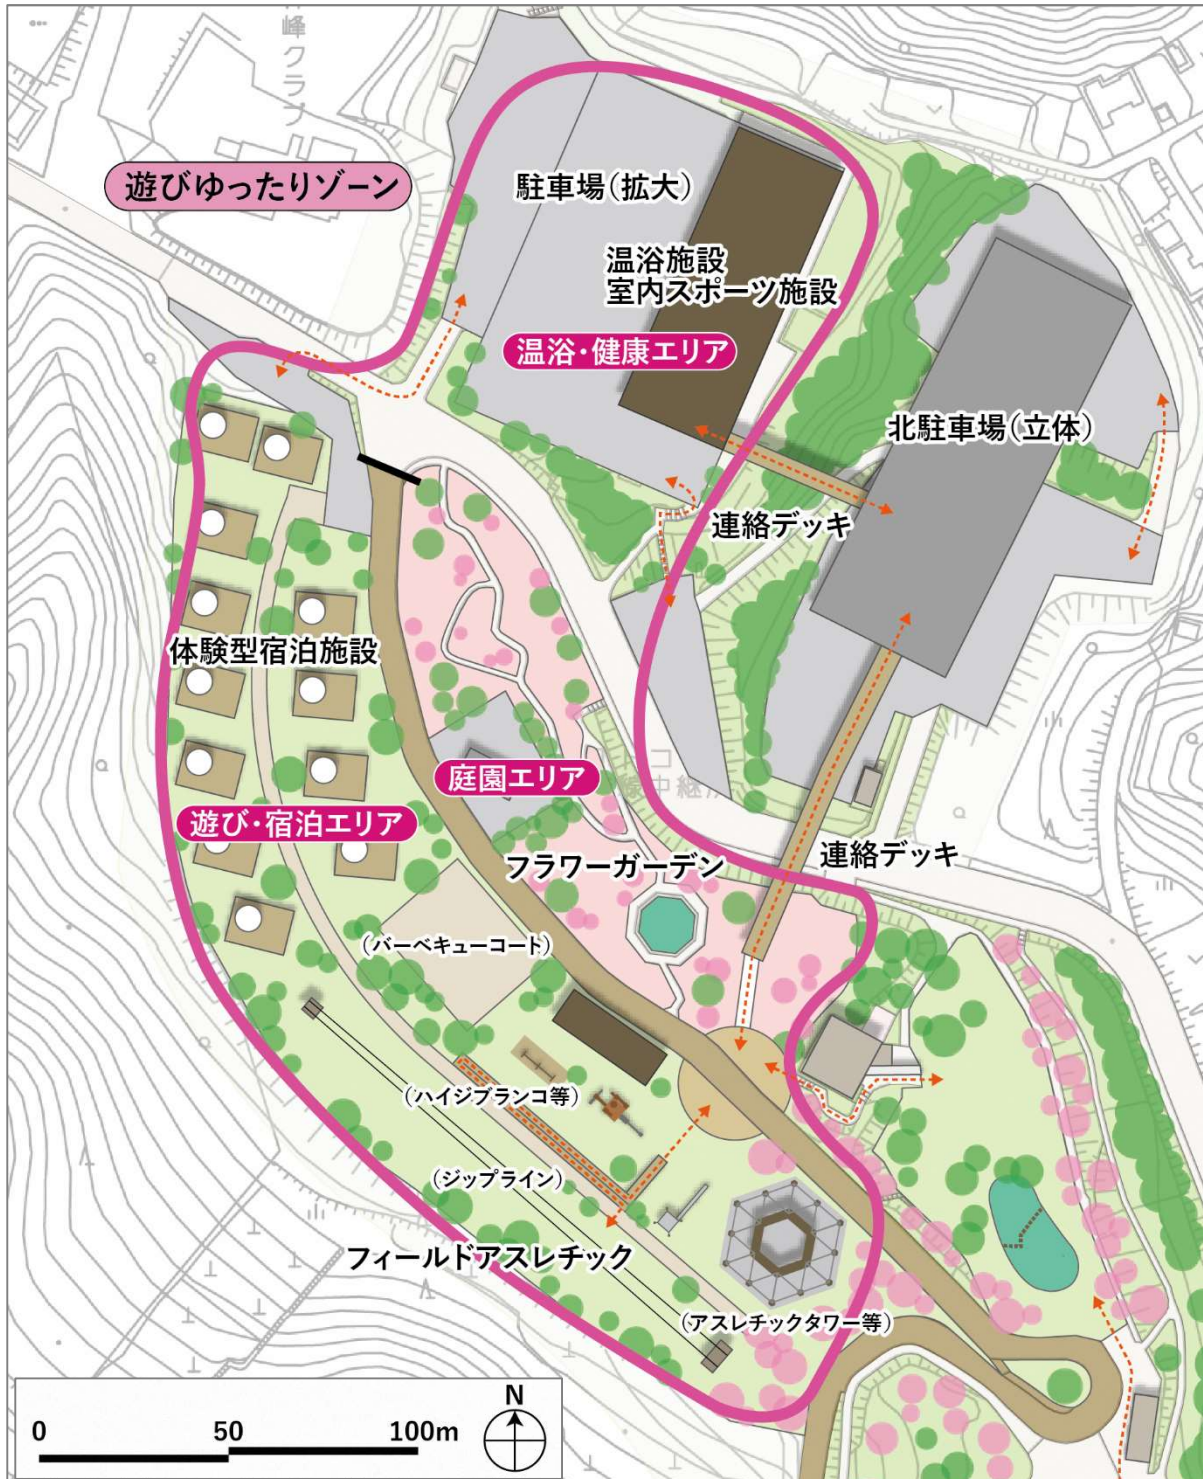 峰クラブ
遊びゆったりゾーン
駐車場(拡大)
温浴施設
室内スポーツ施設
温浴・健康エリア
北駐車場(立体)
連絡デッキ
体験型宿泊施設
庭園エリア
遊び・宿泊エリア
連絡デッキ
フラワーガーデン
(バーベキューコート)
(ハイジブランコ等)
(ジップライン)
フィールドアスレチック
(アスレチックタワー等)
N
0 50 100m